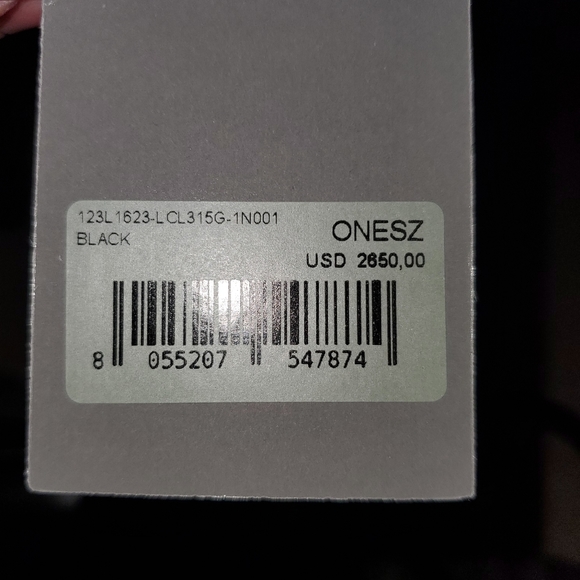 123L1623-LCL315G-1N001
BLACK
ONESZ
USD 2650,00
8 055207 547874